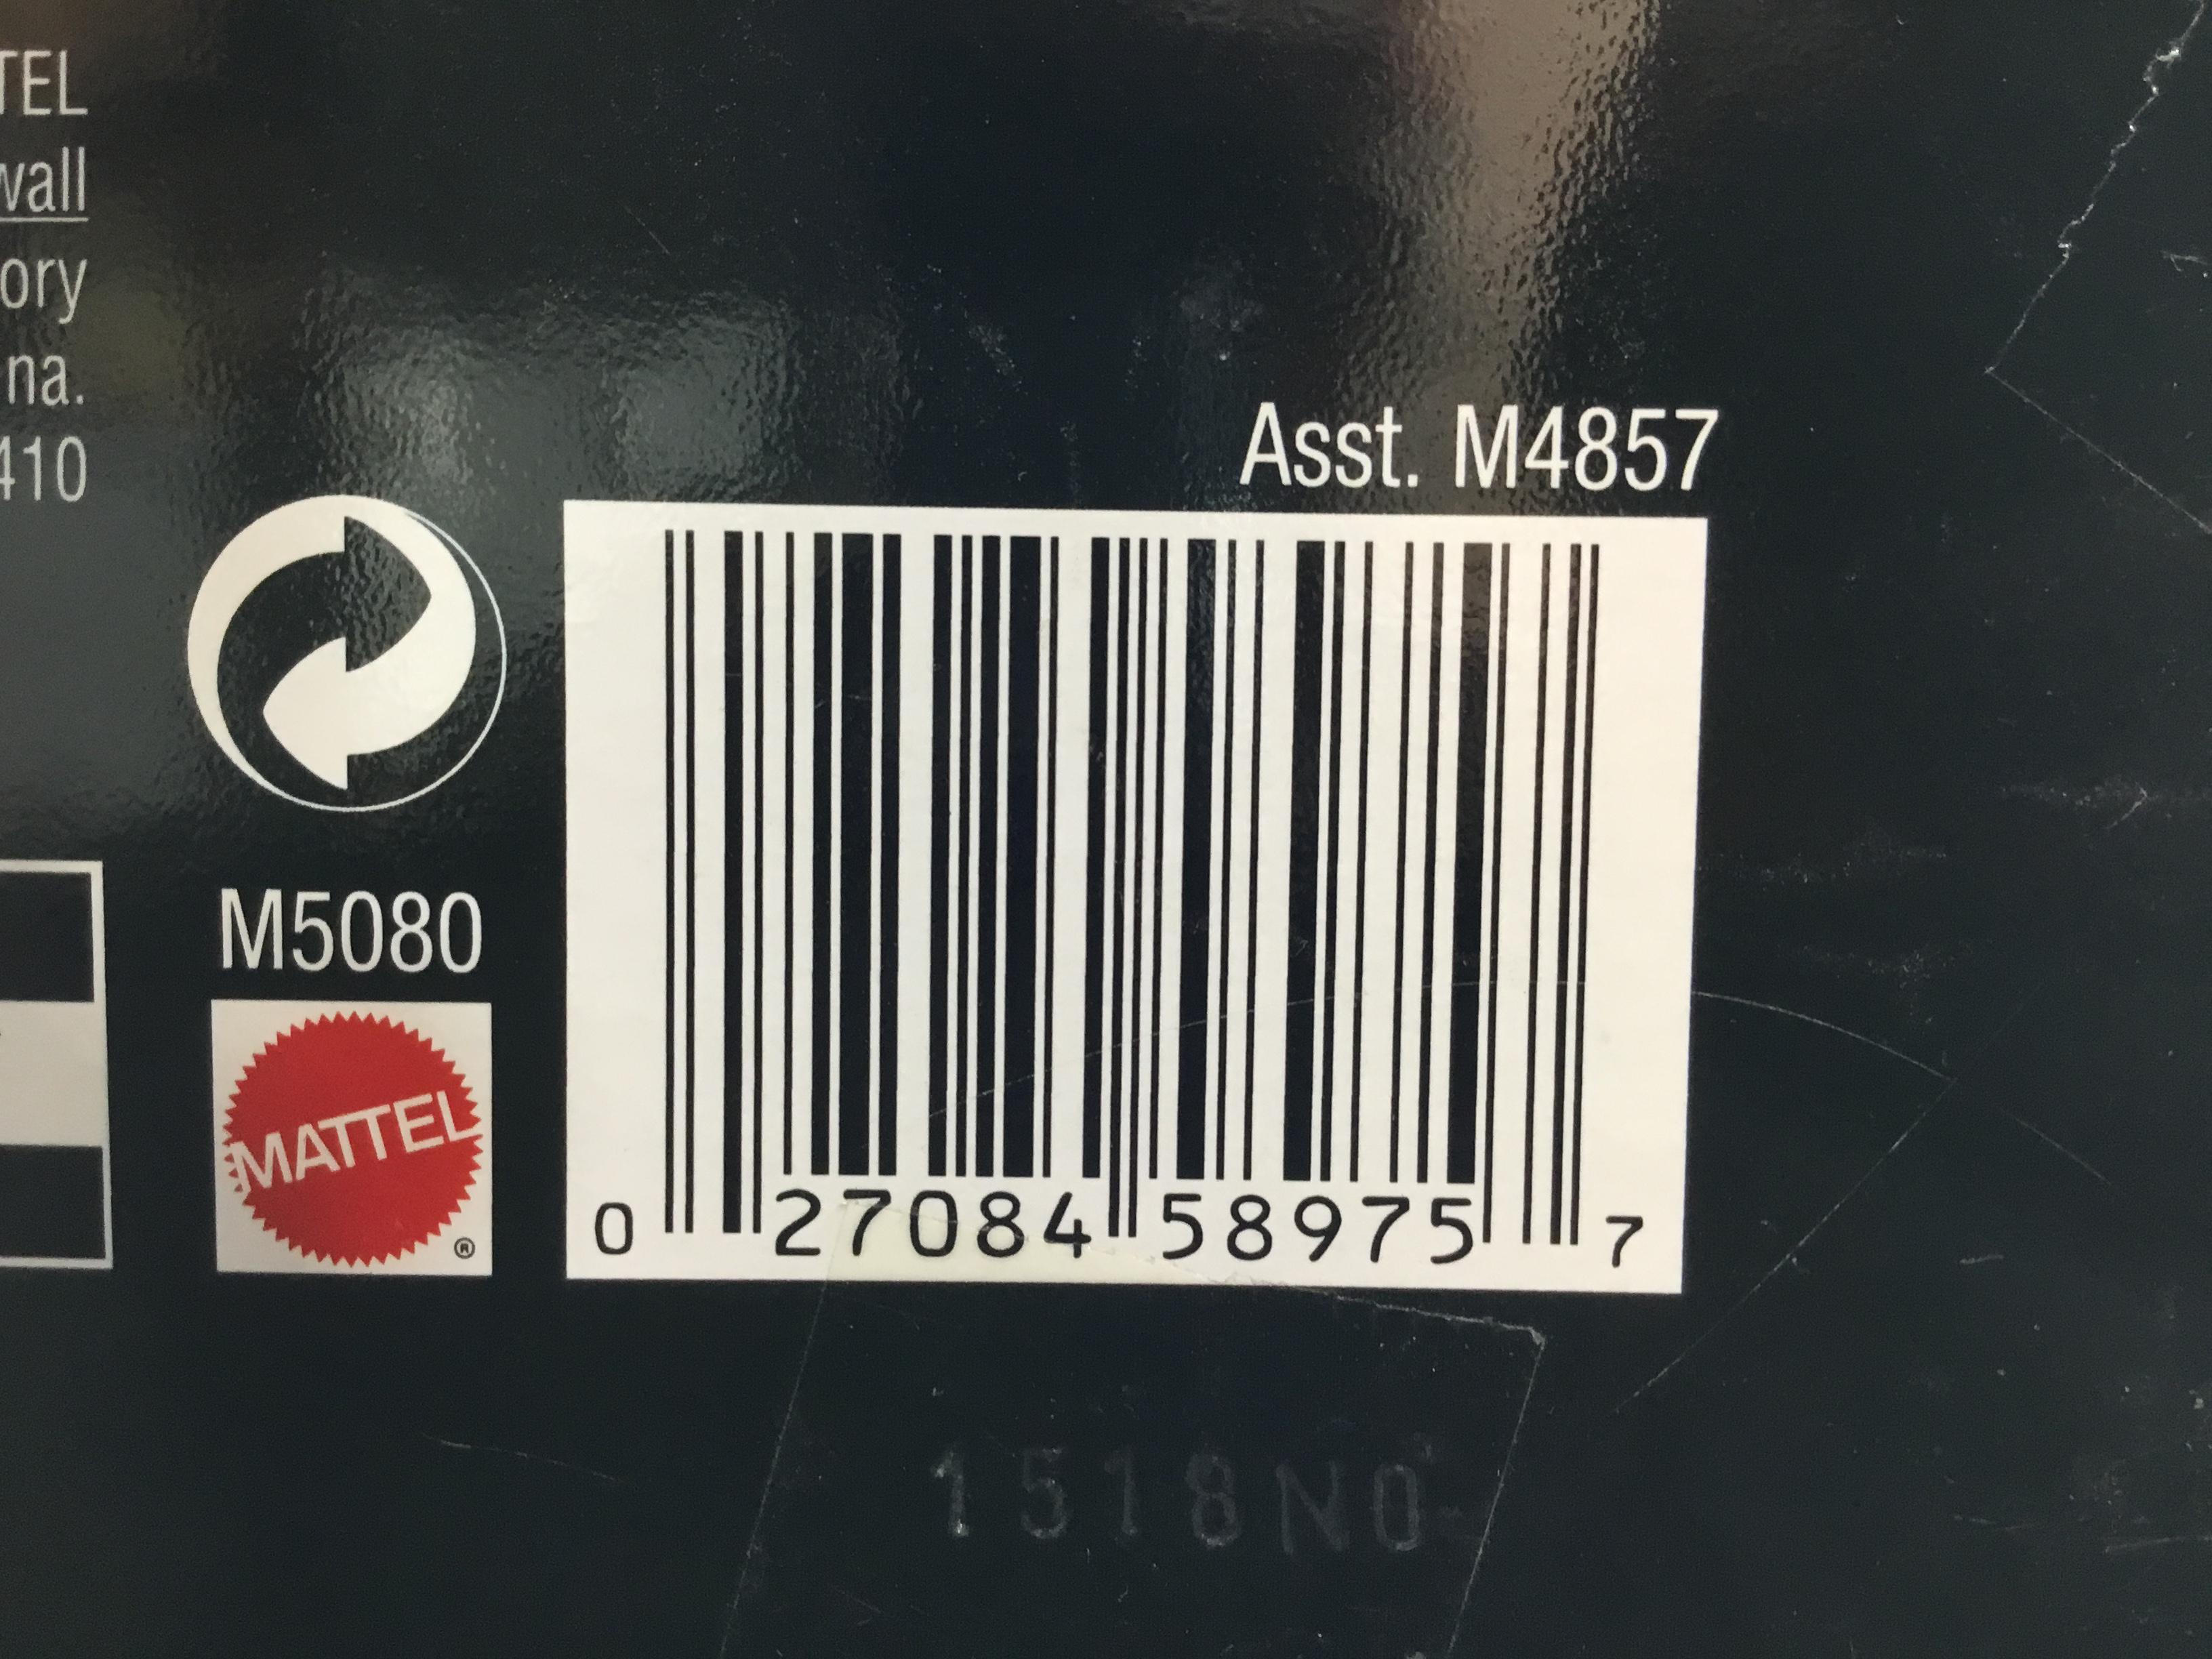 TEL
wall
ory
na.
410
Asst. M4857
M5080
MATTEL
®
0 27084 58975 7
1518N0